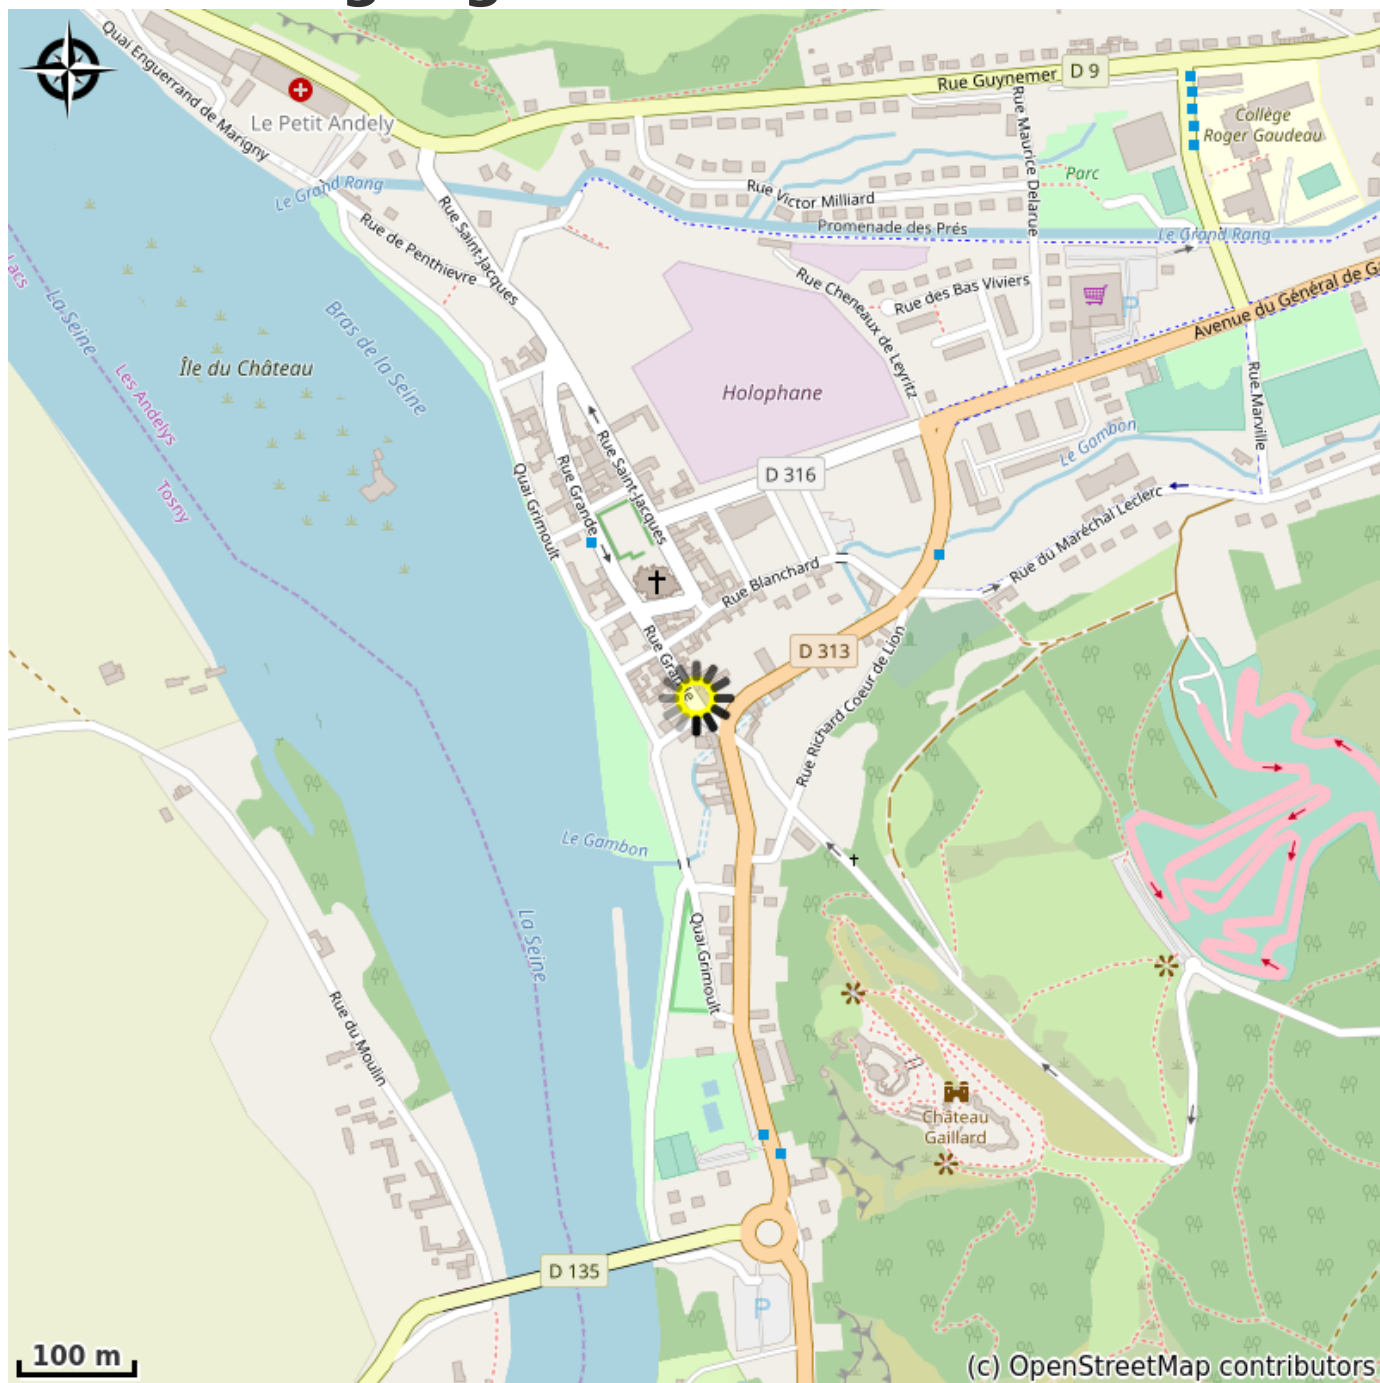 Quai Enguerrand de Marigny
Le Petit Andely
Rue Guynemer
D 9
Collège
Roger Gaudeau
Rue Maurice Delarue
Parc
Le Grand Rang
Rue Saint-Jacques
Rue Victor Milliard
Promenade des Prés
Le Grand Rang
Rue de Penthievre
Rue Cheneaux de Leyritz
Rue des Bas Viviers
P
Avenue du Général de Ga
Lacs
La Seine
Bras de la Seine
Île du Château
Les Andelys
Tosny
Holophane
Rue Marville
Rue Saint-Jacques
Rue Grande
Quai Grimoult
D 316
Le Gambon
Rue du Maréchal Leclerc
Rue Blanchard
Rue Grande
D 313
Rue Richard Coeur de Lion
Le Gambon
La Seine
Quai Grimoult
Rue du Moulin
Château
Gaillard
D 135
P
100 m
(c) OpenStreetMap contributors